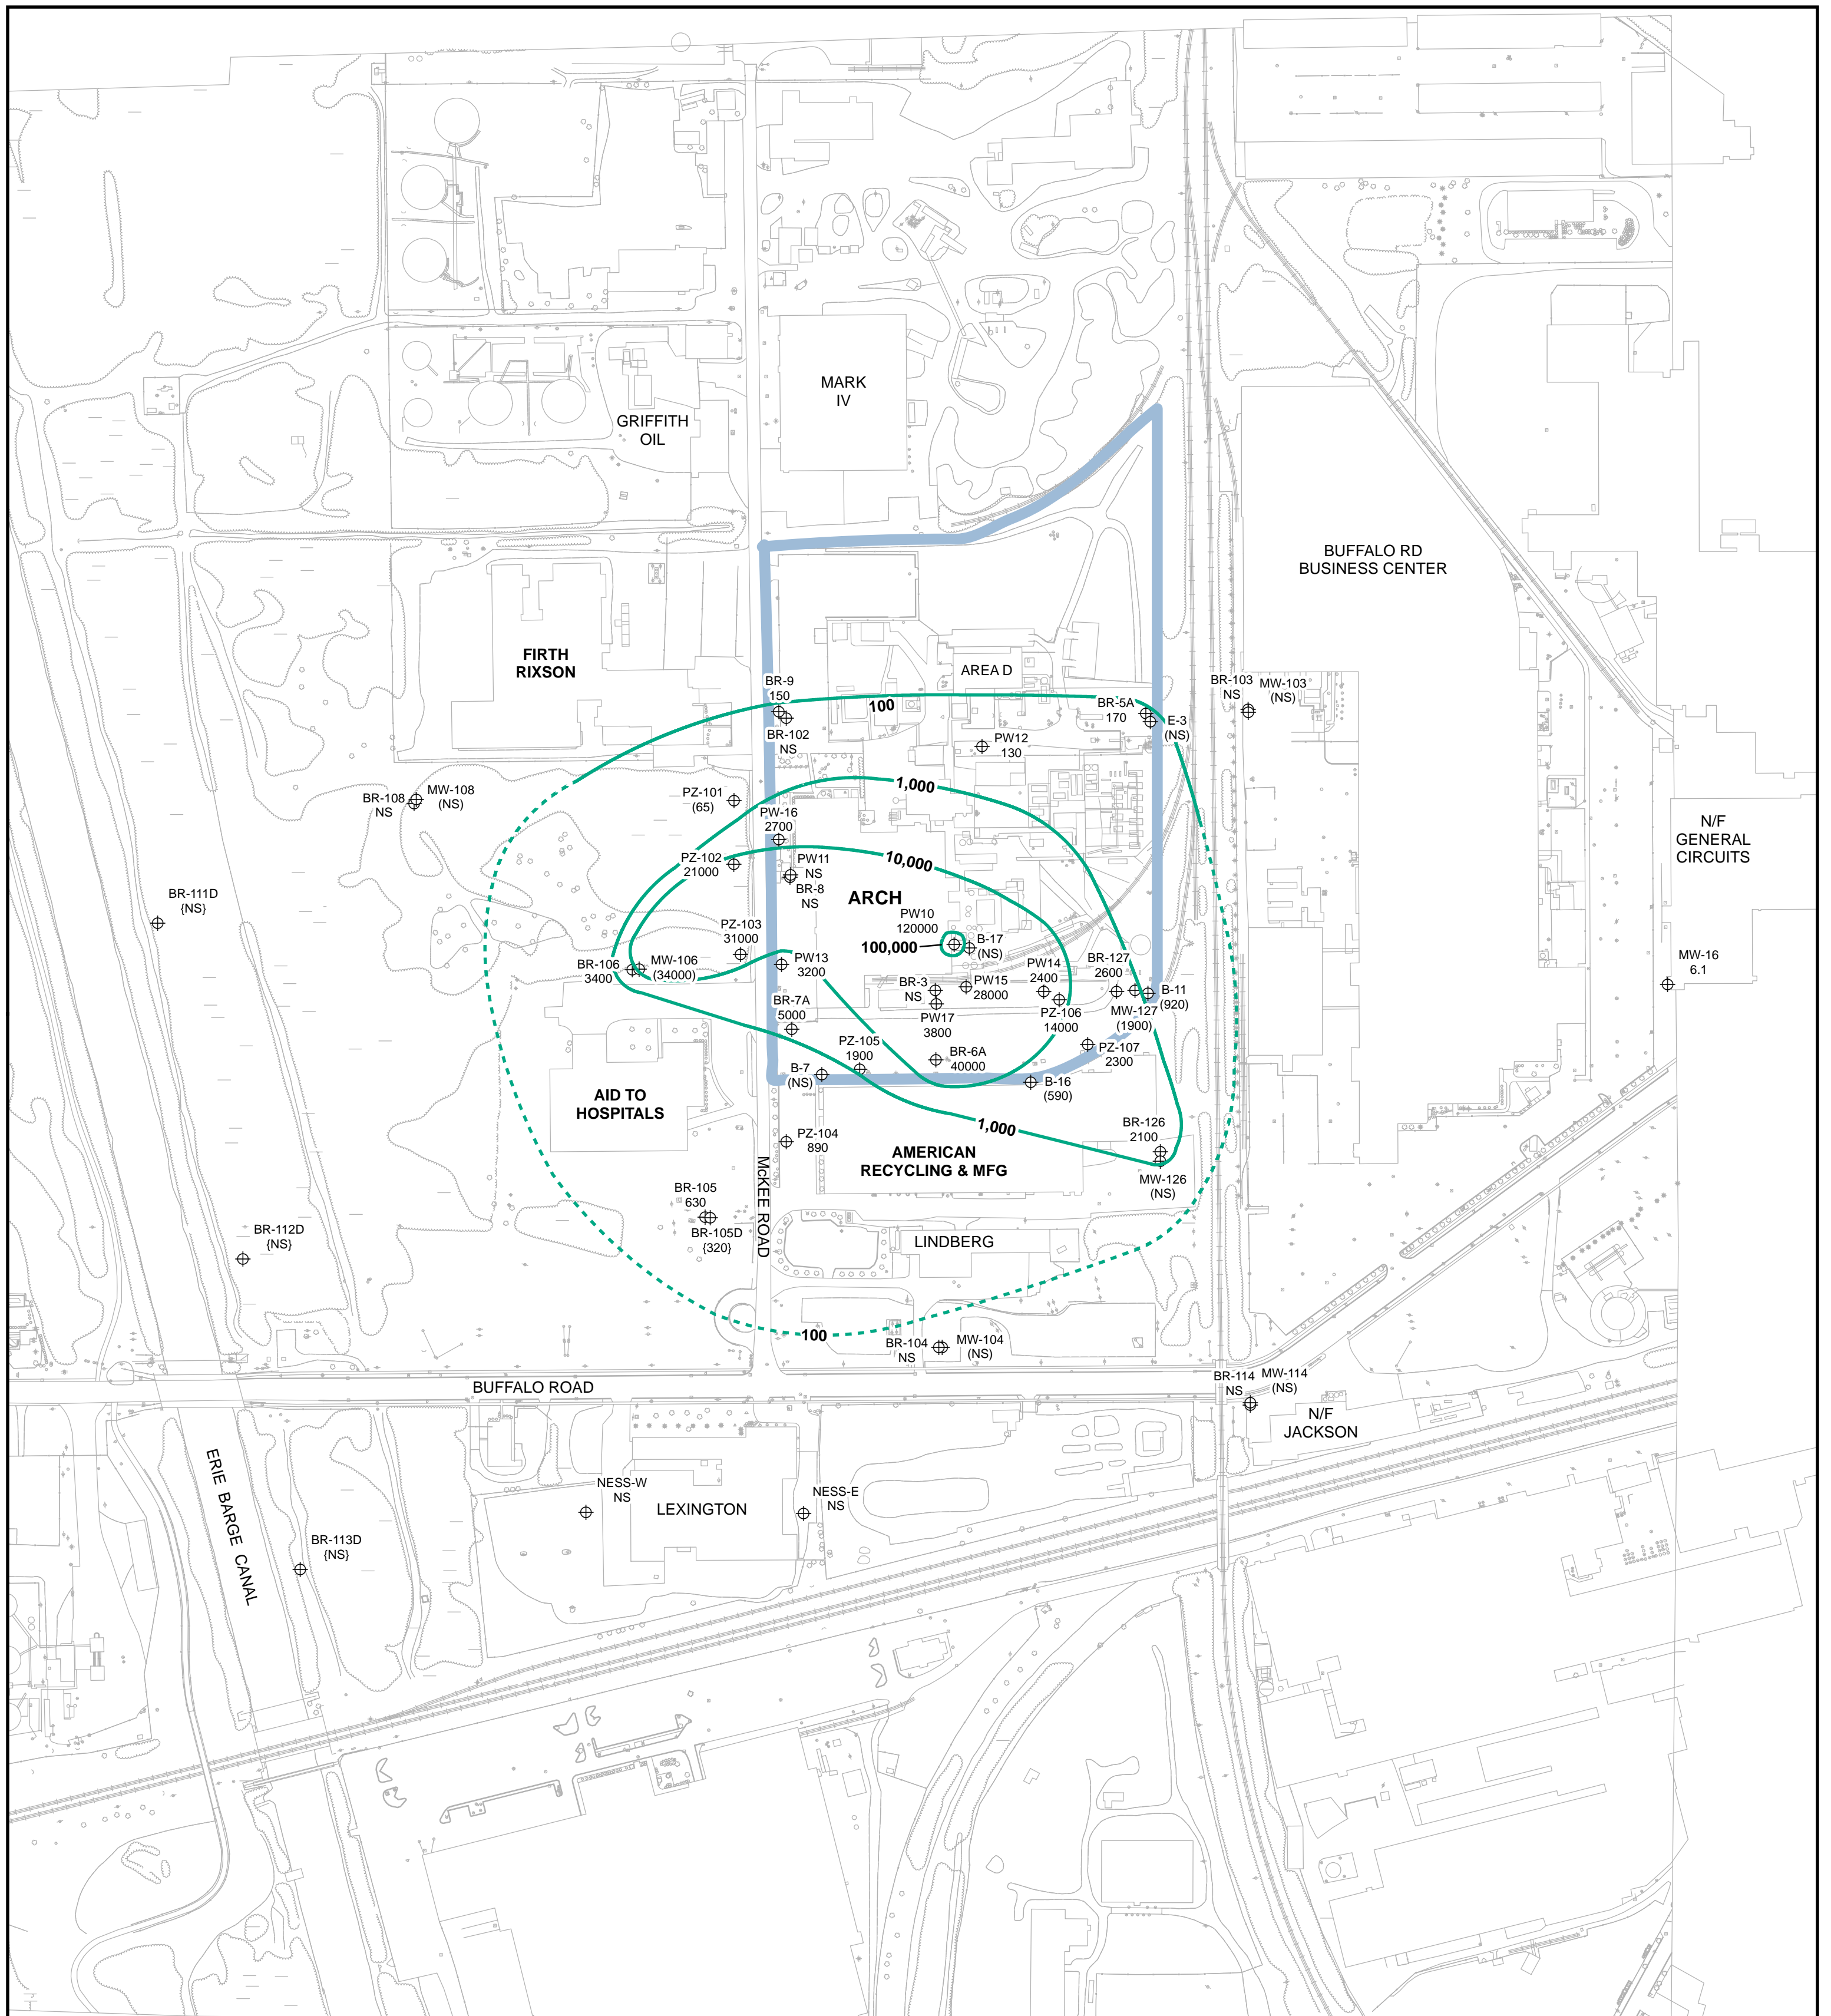 MARK
IV
GRIFFITH
OIL
BUFFALO RD
BUSINESS CENTER
FIRTH
RIXSON
AREA D
BR-9
150
100
BR-102
NS
BR-5A
170
E-3
(NS)
BR-103
NS
MW-103
(NS)
PW12
130
1,000
BR-108
NS
MW-108
(NS)
PZ-101
(65)
PW-16
2700
N/F
GENERAL
CIRCUITS
PZ-102
21000
10,000
PW11
NS
BR-8
NS
ARCH
BR-111D
{NS}
PW10
120000
100,000
B-17
(NS)
PZ-103
31000
BR-106
3400
MW-106
(34000)
PW13
3200
MW-16
6.1
BR-3
NS
PW15
28000
PW14
2400
BR-127
2600
B-11
(920)
PW17
3800
PZ-106
14000
MW-127
(1900)
BR-7A
5000
PZ-105
1900
BR-6A
40000
PZ-107
2300
B-7
(NS)
B-16
(590)
AID TO
HOSPITALS
1,000
BR-126
2100
PZ-104
890
AMERICAN
RECYCLING & MFG
MW-126
(NS)
McKEE ROAD
BR-105
630
BR-105D
{320}
LINDBERG
BR-112D
{NS}
100
BR-104
NS
MW-104
(NS)
BUFFALO ROAD
BR-114
NS
MW-114
(NS)
N/F
JACKSON
ERIE BARGE CANAL
NESS-W
NS
LEXINGTON
NESS-E
NS
BR-113D
{NS}